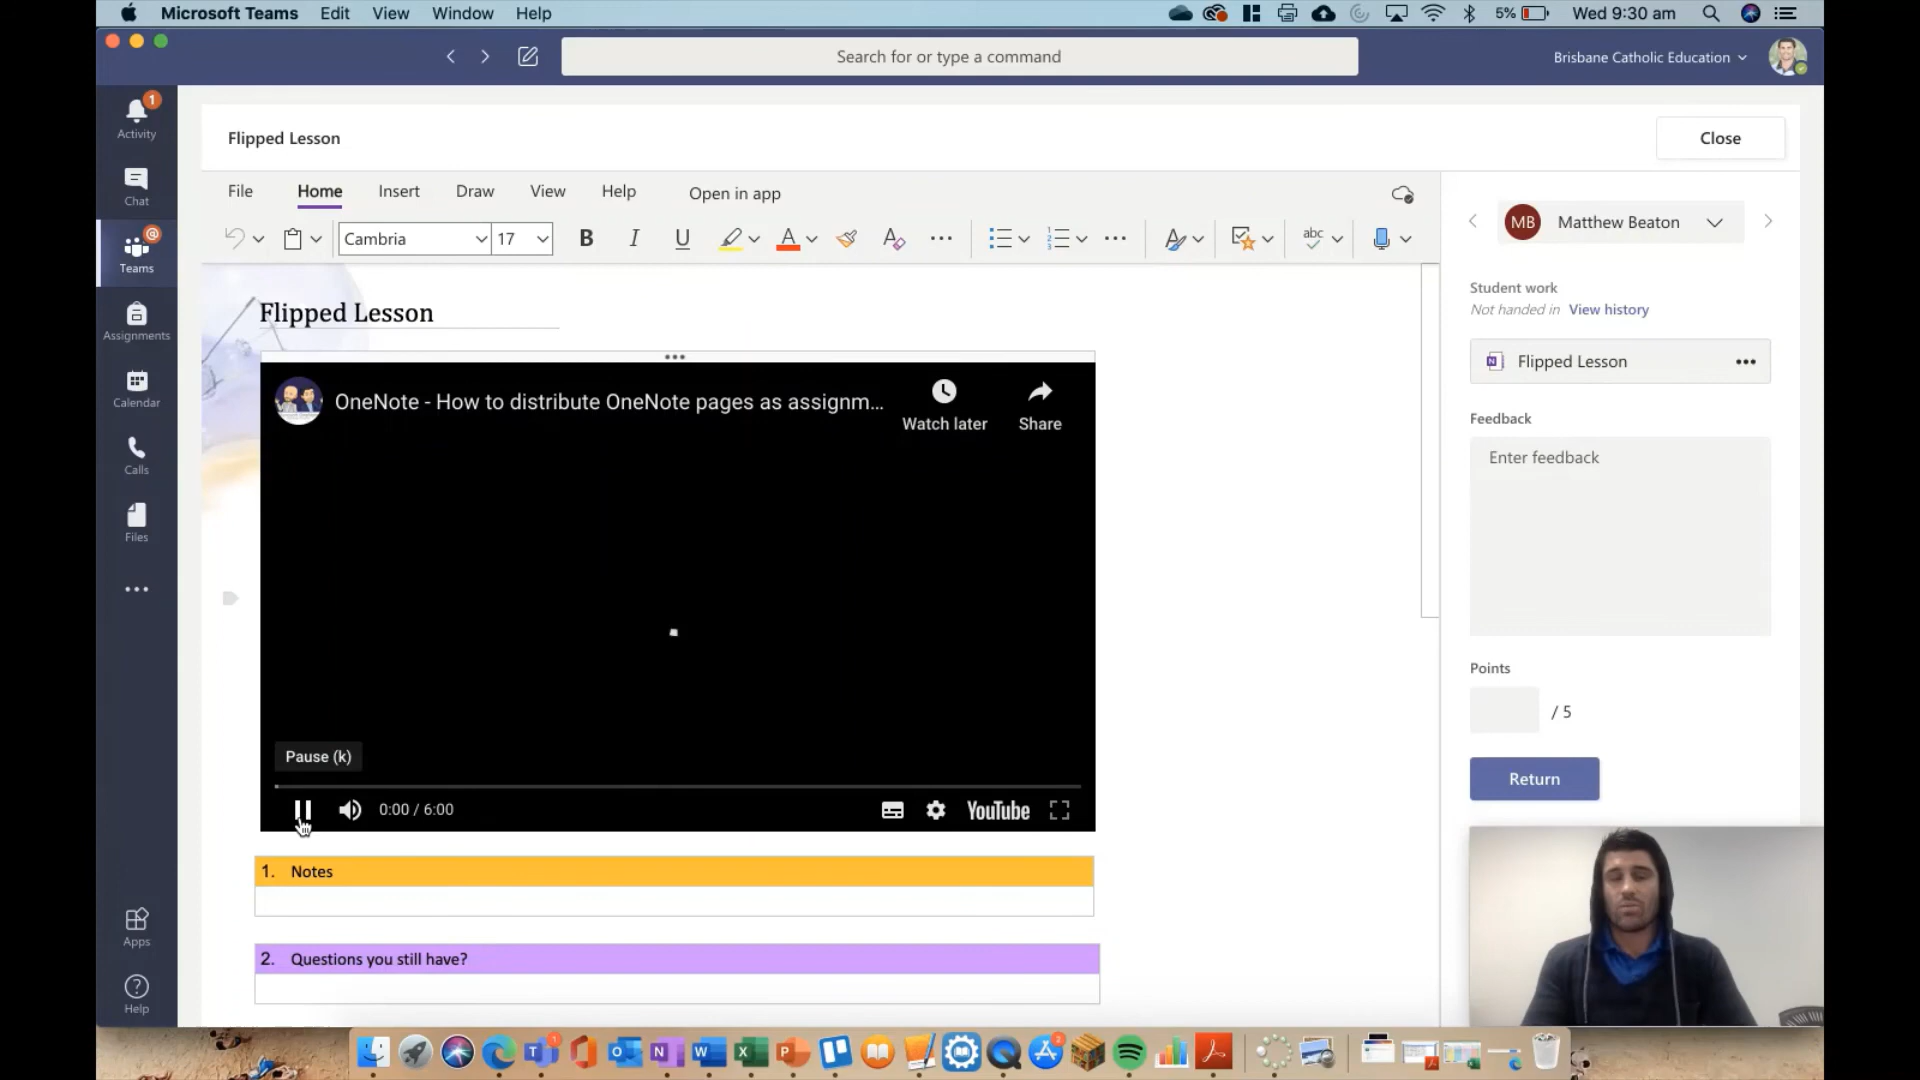 Microsoft Teams Edit View Window Help 5% Wed 9:30 am
Search for or type a command
Brisbane Catholic Education
1
Activity
Chat
Teams
Assignments
Calendar
Calls
Files
Apps
Help
Flipped Lesson
Close
File Home Insert Draw View Help Open in app
Cambria 17 B I U A A abc
Flipped Lesson
OneNote - How to distribute OneNote pages as assignm...
Watch later
Share
Pause (k)
0:00 / 6:00
YouTube
1. Notes
2. Questions you still have?
MB Matthew Beaton
Student work
Not handed in View history
N Flipped Lesson
Feedback
Enter feedback
Points
/ 5
Return